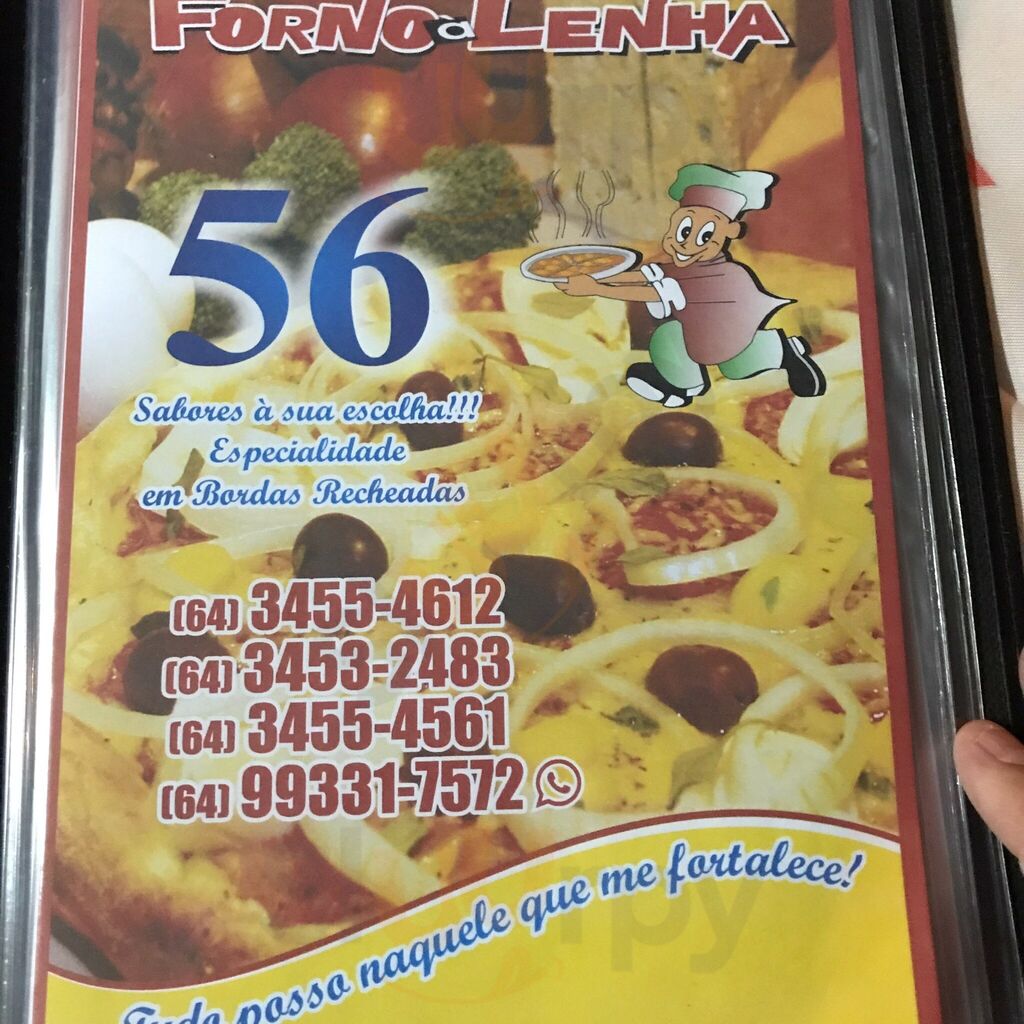 FORNO à LENHA
56
Sabores à sua escolha!!!
Especialidade
em Bordas Recheadas
(64) 3455-4612
(64) 3453-2483
(64) 3455-4561
(64) 99331-7572
Tudo posso naquele que me fortalece!